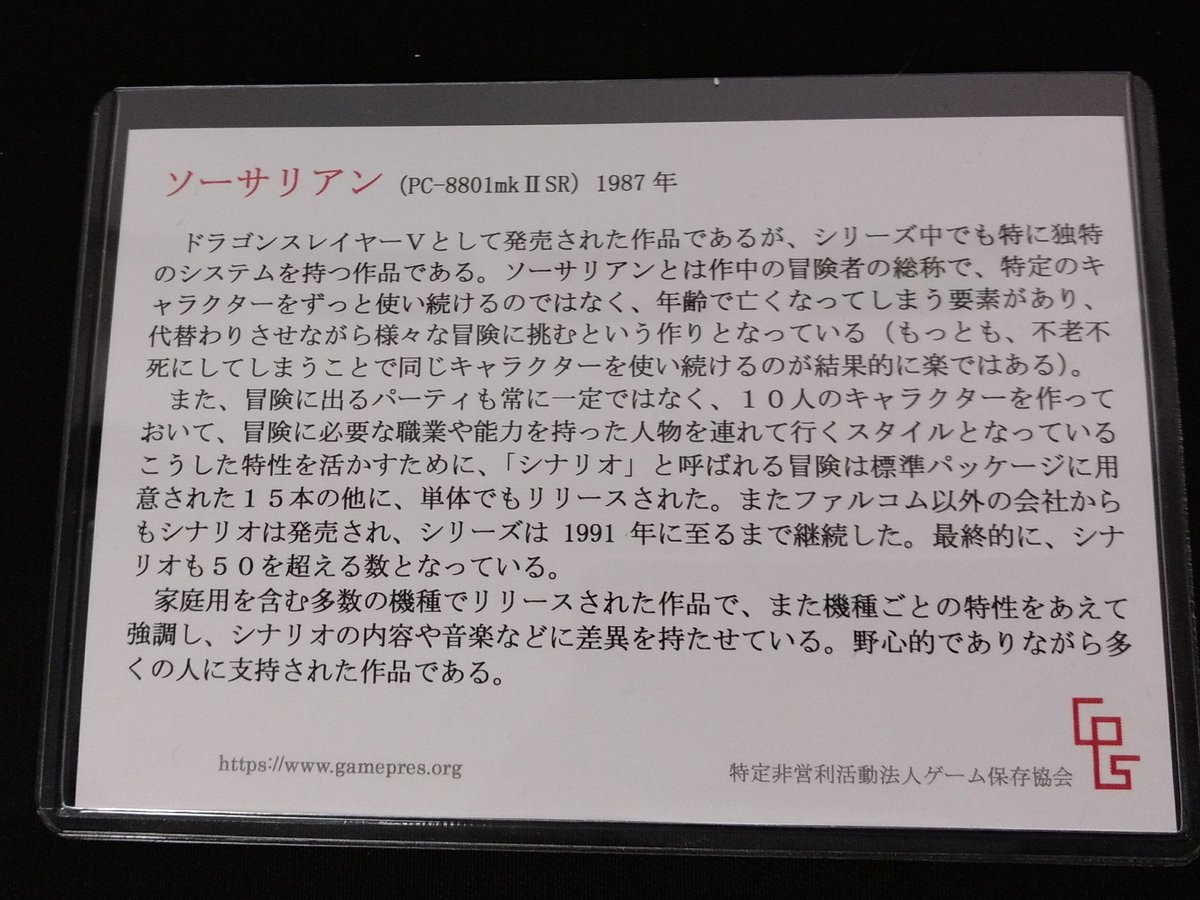 ソーサリアン（PC-8801mkⅡSR）1987年
ドラゴンスレイヤーⅤとして発売された作品であるが、シリーズ中でも特に独特
のシステムを持つ作品である。ソーサリアンとは作中の冒険者の総称で、特定のキ
ャラクターをずっと使い続けるのではなく、年齢で亡くなってしまう要素があり、
代替わりさせながら様々な冒険に挑むという作りとなっている（もっとも、不老不
死にしてしまうことで同じキャラクターを使い続けるのが結果的に楽ではある）。
また、冒険に出るパーティも常に一定ではなく、１０人のキャラクターを作って
おいて、冒険に必要な職業や能力を持った人物を連れて行くスタイルとなっている
こうした特性を活かすために、「シナリオ」と呼ばれる冒険は標準パッケージに用
意された１５本の他に、単体でもリリースされた。またファルコム以外の会社から
もシナリオは発売され、シリーズは 1991 年に至るまで継続した。最終的に、シナ
リオも５０を超える数となっている。
家庭用を含む多数の機種でリリースされた作品で、また機種ごとの特性をあえて
強調し、シナリオの内容や音楽などに差異を持たせている。野心的でありながら多
くの人に支持された作品である。
https://www.gamepres.org
特定非営利活動法人ゲーム保存協会
GPS